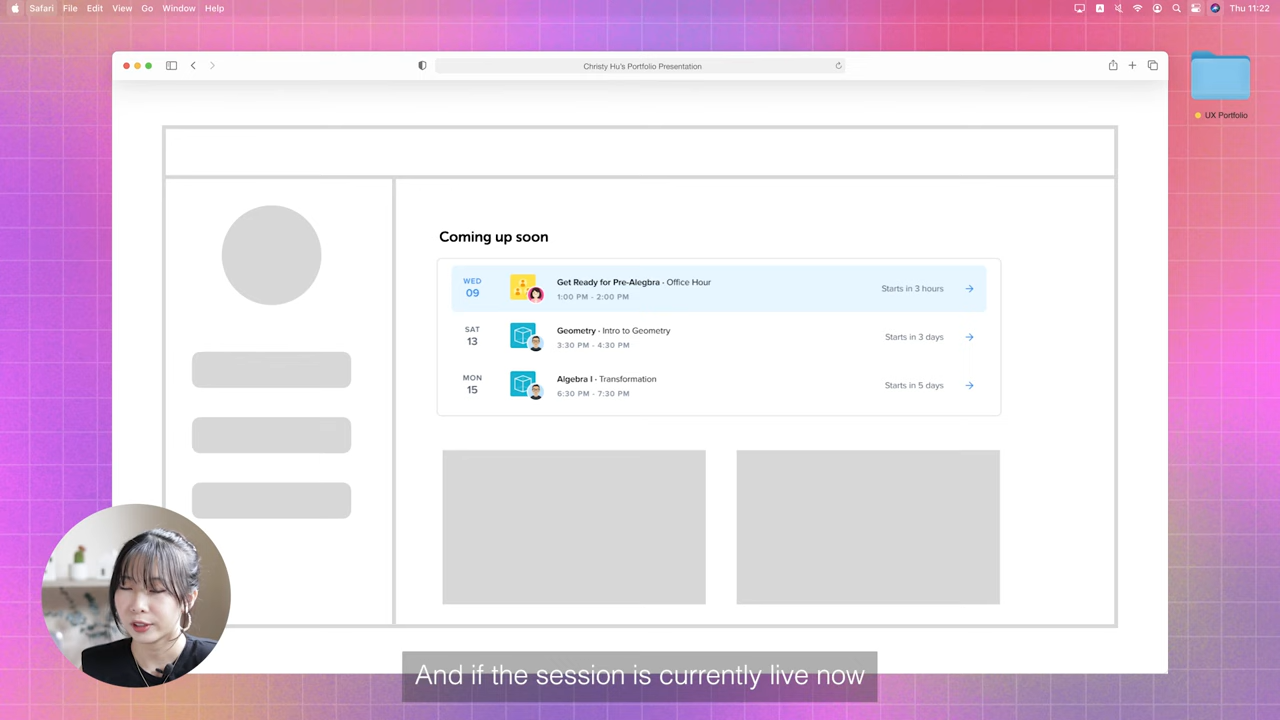 Safari File Edit View Go Window Help
A
Thu 11:22
Christy Hu's Portfolio Presentation
UX Portfolio
Coming up soon
WED
09
Get Ready for Pre-Alegbra · Office Hour
1:00 PM - 2:00 PM
Starts in 3 hours
SAT
13
Geometry · Intro to Geometry
3:30 PM - 4:30 PM
Starts in 3 days
MON
15
Algebra I · Transformation
6:30 PM - 7:30 PM
Starts in 5 days
And if the session is currently live now